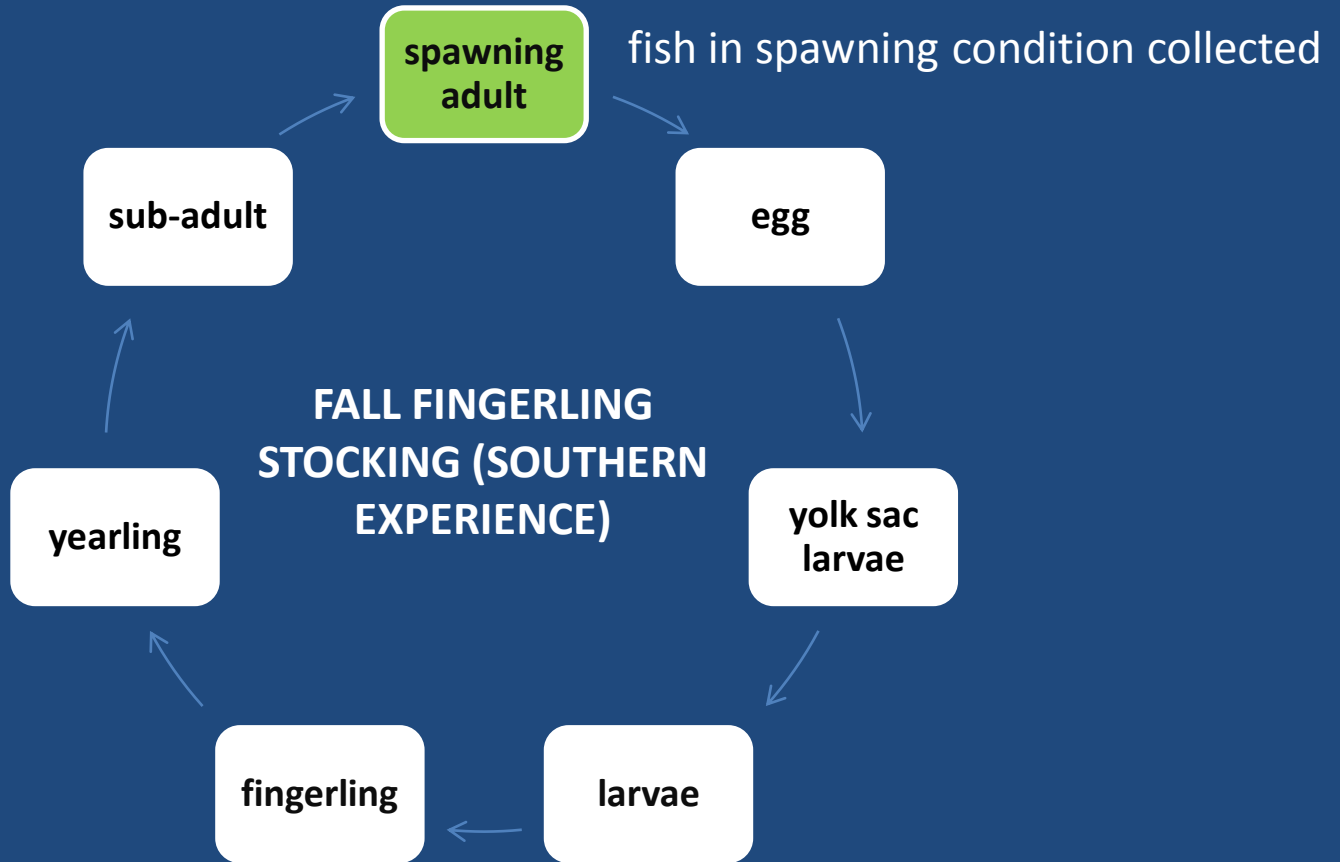 spawning
adult
fish in spawning condition collected
sub-adult
egg
FALL FINGERLING
STOCKING (SOUTHERN
EXPERIENCE)
yearling
yolk sac
larvae
fingerling
larvae